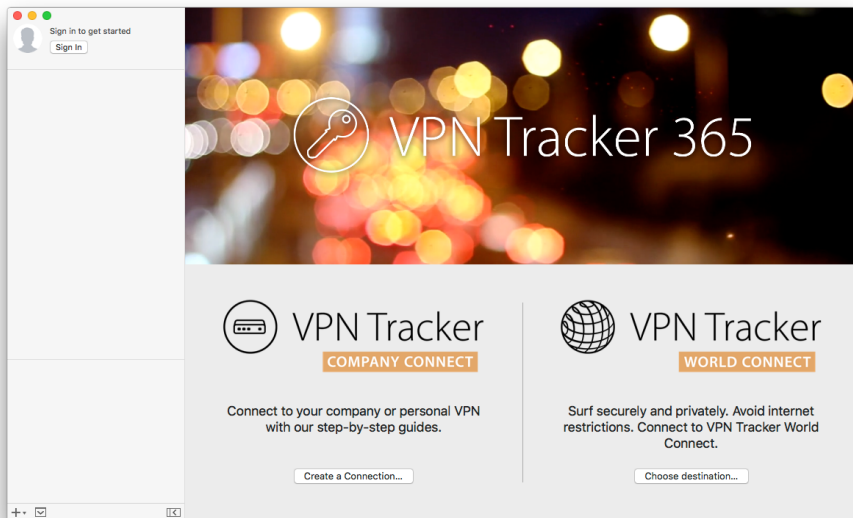 Sign in to get started
Sign In
VPN Tracker 365
VPN Tracker
COMPANY CONNECT
Connect to your company or personal VPN
with our step-by-step guides.
Create a Connection...
VPN Tracker
WORLD CONNECT
Surf securely and privately. Avoid internet
restrictions. Connect to VPN Tracker World
Connect.
Choose destination...